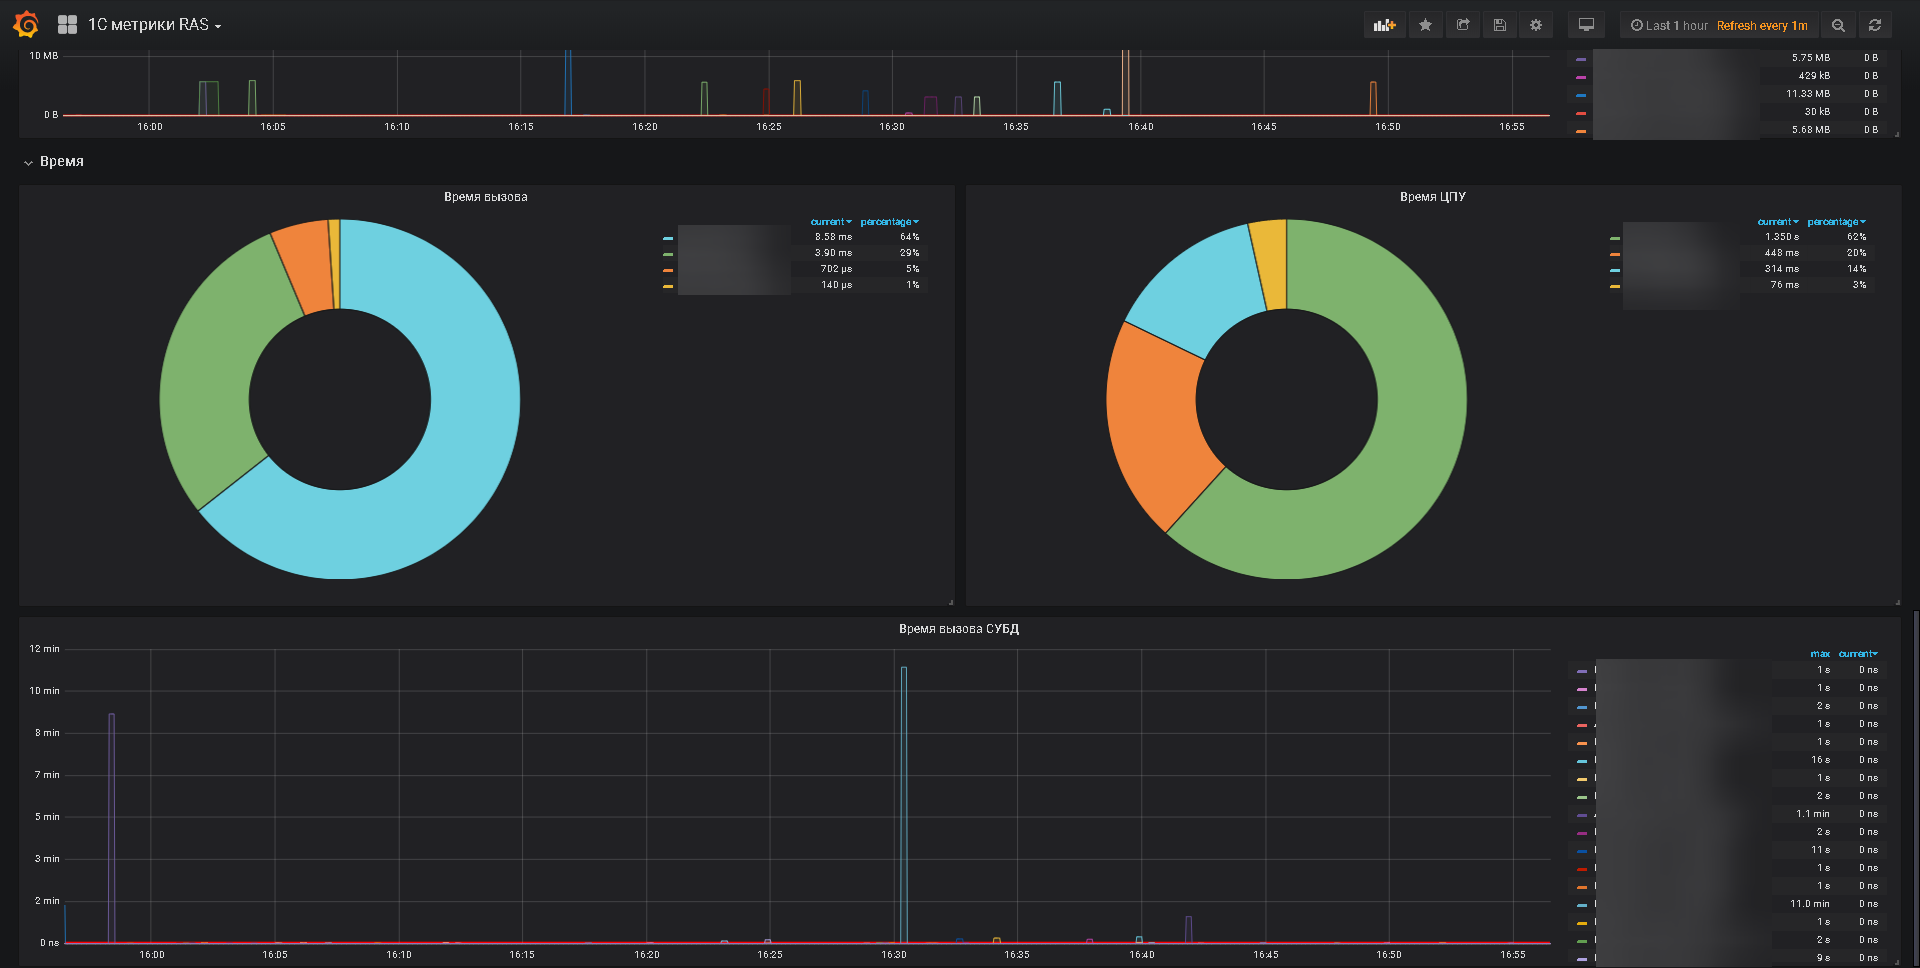 1С метрики RAS
Last 1 hour Refresh every 1m
10 MB
0 B
16:00 16:05 16:10 16:15 16:20 16:25 16:30 16:35 16:40 16:45 16:50 16:55
5.75 MB 0 B
429 kB 0 B
11.33 MB 0 B
30 kB 0 B
5.68 MB 0 B
Время
Время вызова
current percentage
8.58 ms 64%
3.90 ms 29%
702 µs 5%
140 µs 1%
Время ЦПУ
current percentage
1.350 s 62%
448 ms 20%
314 ms 14%
76 ms 3%
Время вызова СУБД
12 min
10 min
8 min
7 min
5 min
3 min
2 min
0 ns
16:00 16:05 16:10 16:15 16:20 16:25 16:30 16:35 16:40 16:45 16:50 16:55
max current
1 s 0 ns
1 s 0 ns
2 s 0 ns
1 s 0 ns
1 s 0 ns
16 s 0 ns
1 s 0 ns
2 s 0 ns
1.1 min 0 ns
2 s 0 ns
11 s 0 ns
1 s 0 ns
1 s 0 ns
11.0 min 0 ns
1 s 0 ns
2 s 0 ns
9 s 0 ns